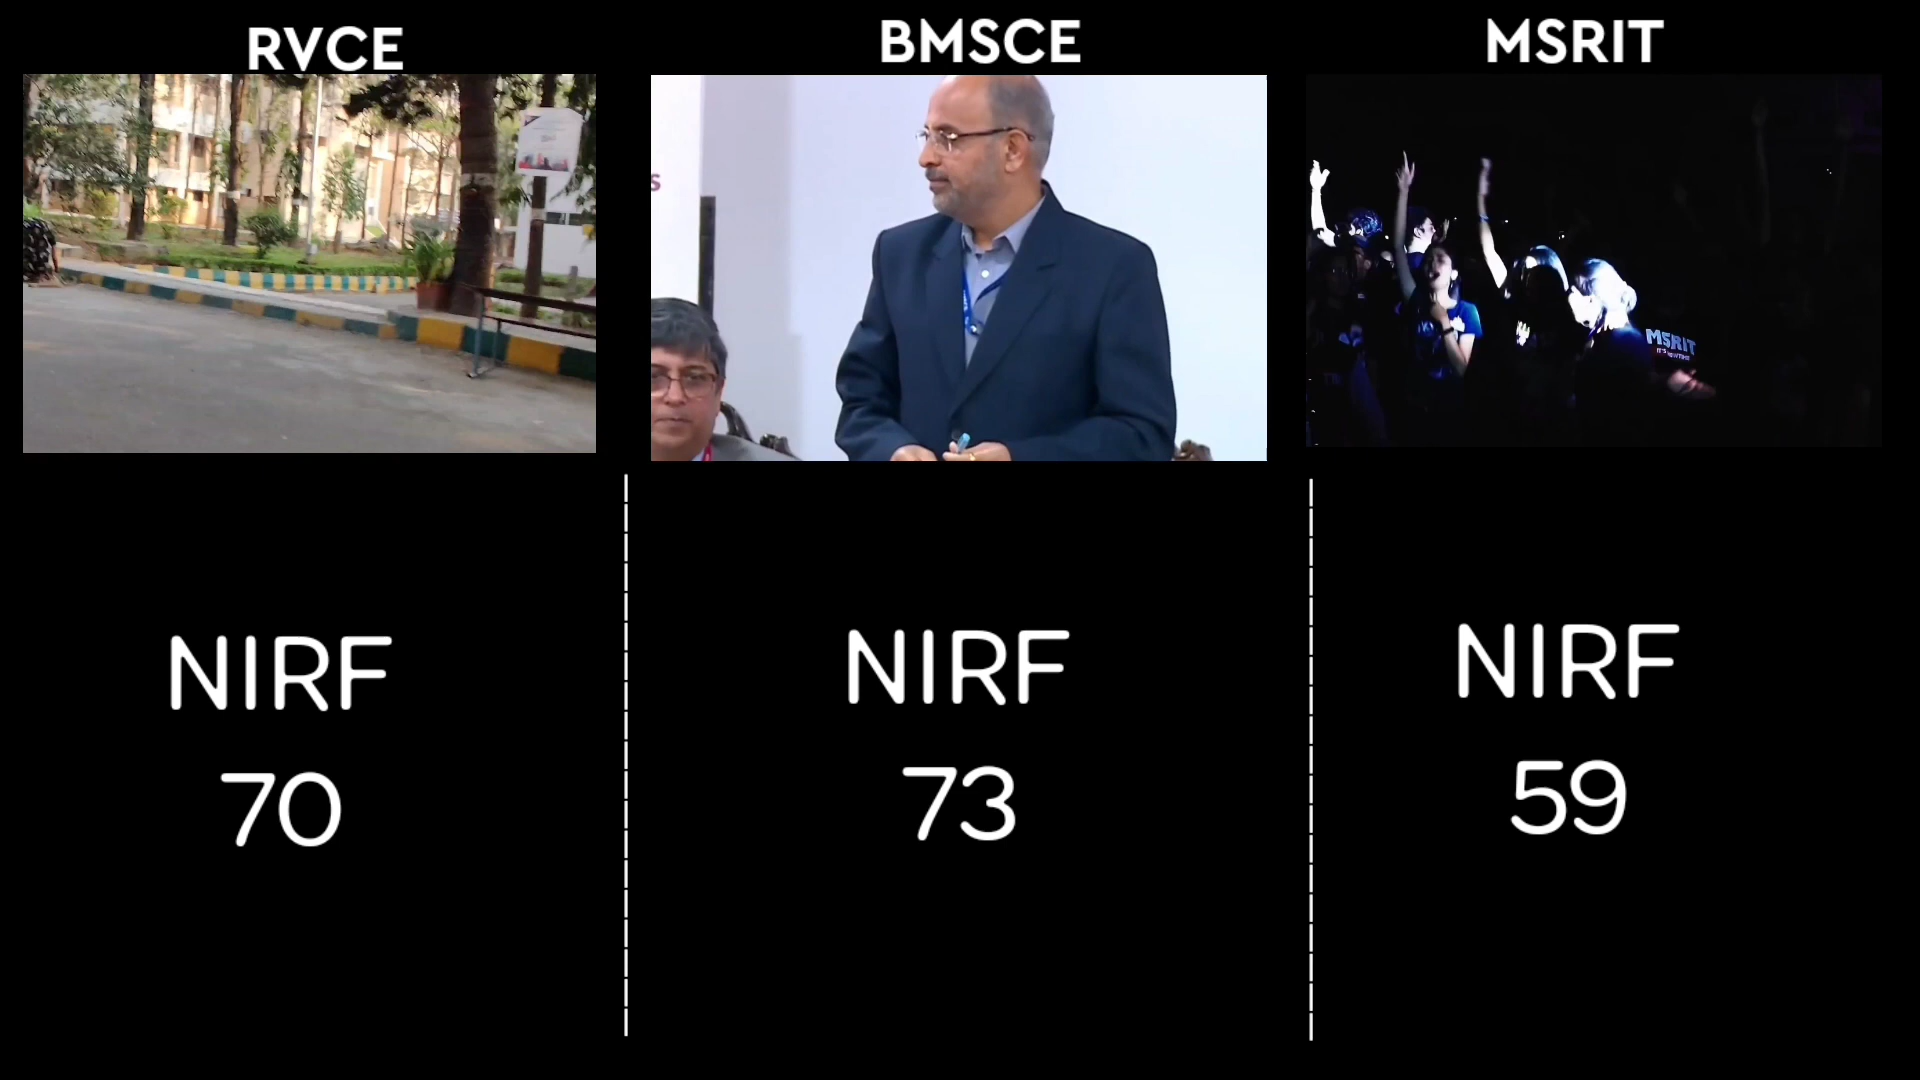 RVCE
BMSCE
MSRIT
S
MSRIT
NIRF
70
NIRF
73
NIRF
59